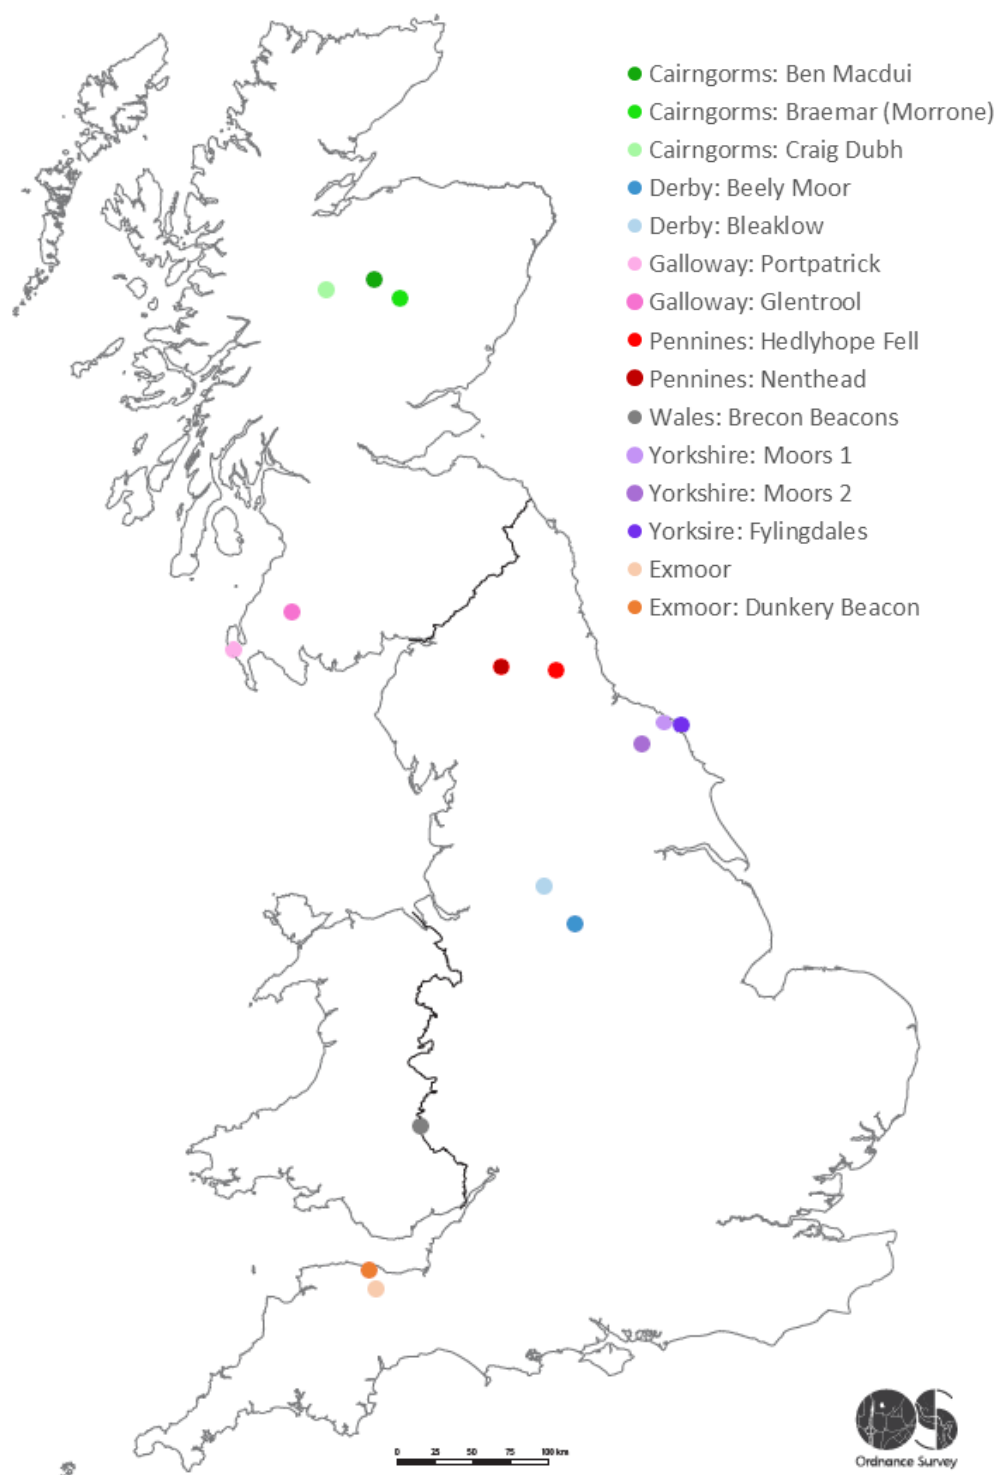 Cairngorms: Ben Macdui
Cairngorms: Braemar (Morrone)
Cairngorms: Craig Dubh
Derby: Beely Moor
Derby: Bleaklow
Galloway: Portpatrick
Galloway: Glentrool
Pennines: Hedlyhope Fell
Pennines: Nenthead
Wales: Brecon Beacons
Yorkshire: Moors 1
Yorkshire: Moors 2
Yorksire: Fylingdales
Exmoor
Exmoor: Dunkery Beacon
0 25 50 75 100 km
OS
Ordnance Survey